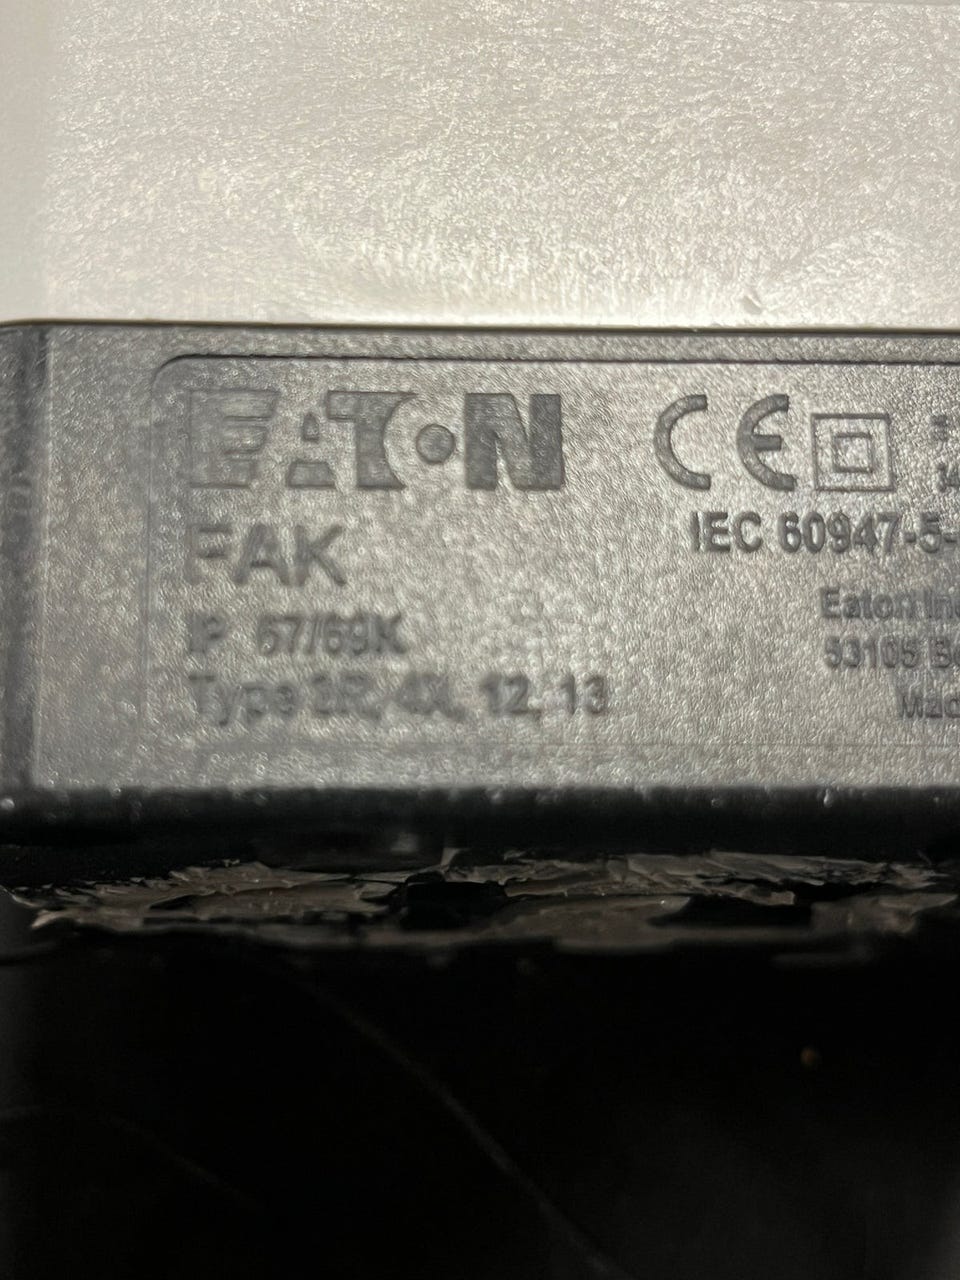 EATON CE
FAK
IEC 60947-5-
IP 67/69K
Type 3R, 4X, 12, 13
Eaton
53105